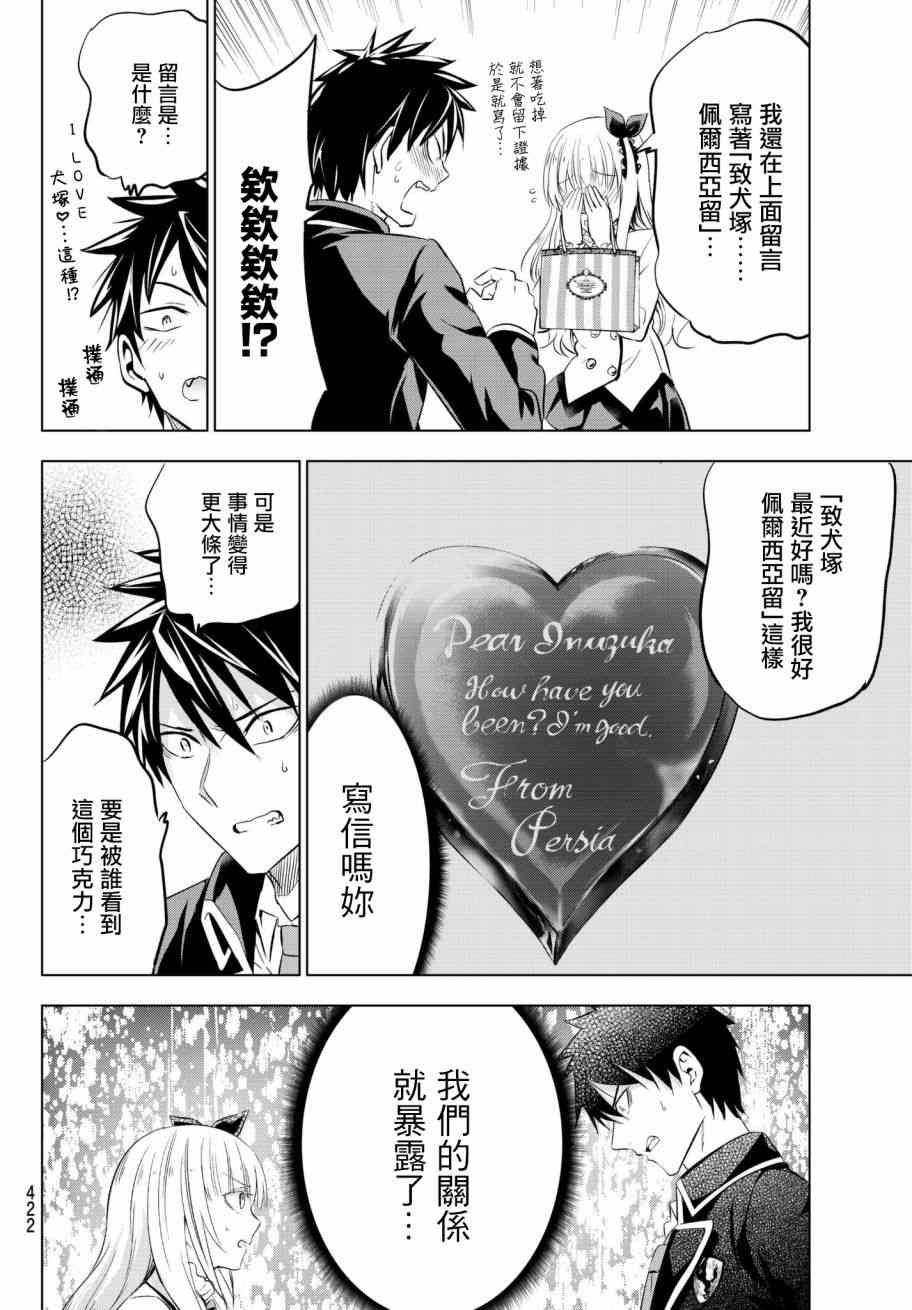 我還在上面留言
寫著「致犬塚……
佩爾西亞留」…
想著吃掉
就不會留下證據
於是就寫了…
欸欸欸欸!?
留言是…
是什麼?
I LOVE
犬塚♡…這種!?
撲通
撲通
「致犬塚
最近好嗎?我很好
佩爾西亞留」這樣
Dear Inuzuka
How have you
been? I'm good.
From
Persia
寫信嗎妳
可是
事情變得
更大條了…
要是被誰看到
這個巧克力…
我們的關係
就暴露了…
422